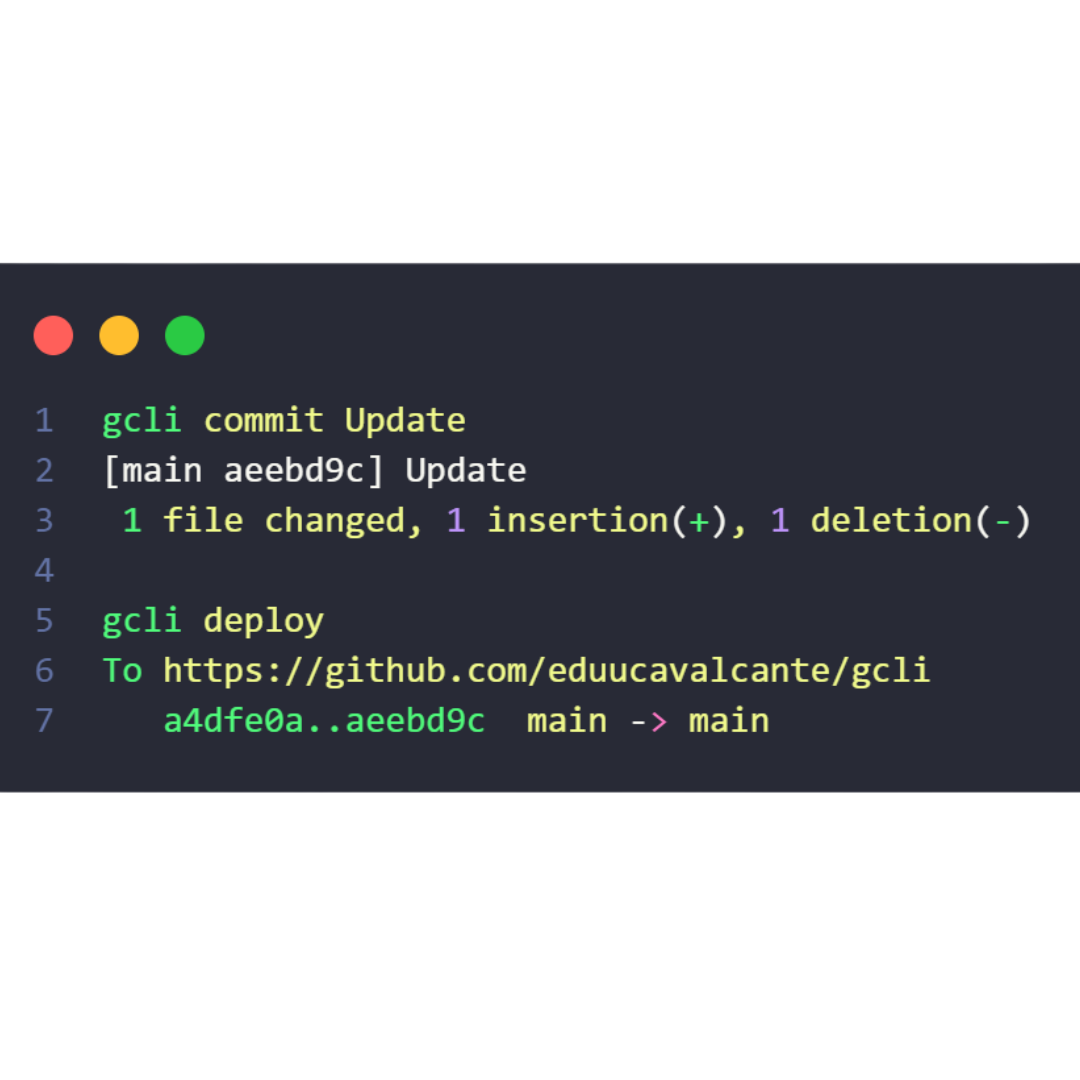 1 gcli commit Update
2 [main aeebd9c] Update
3 1 file changed, 1 insertion(+), 1 deletion(-)
4
5 gcli deploy
6 To https://github.com/eduucavalcante/gcli
7 a4dfe0a..aeebd9c main -> main